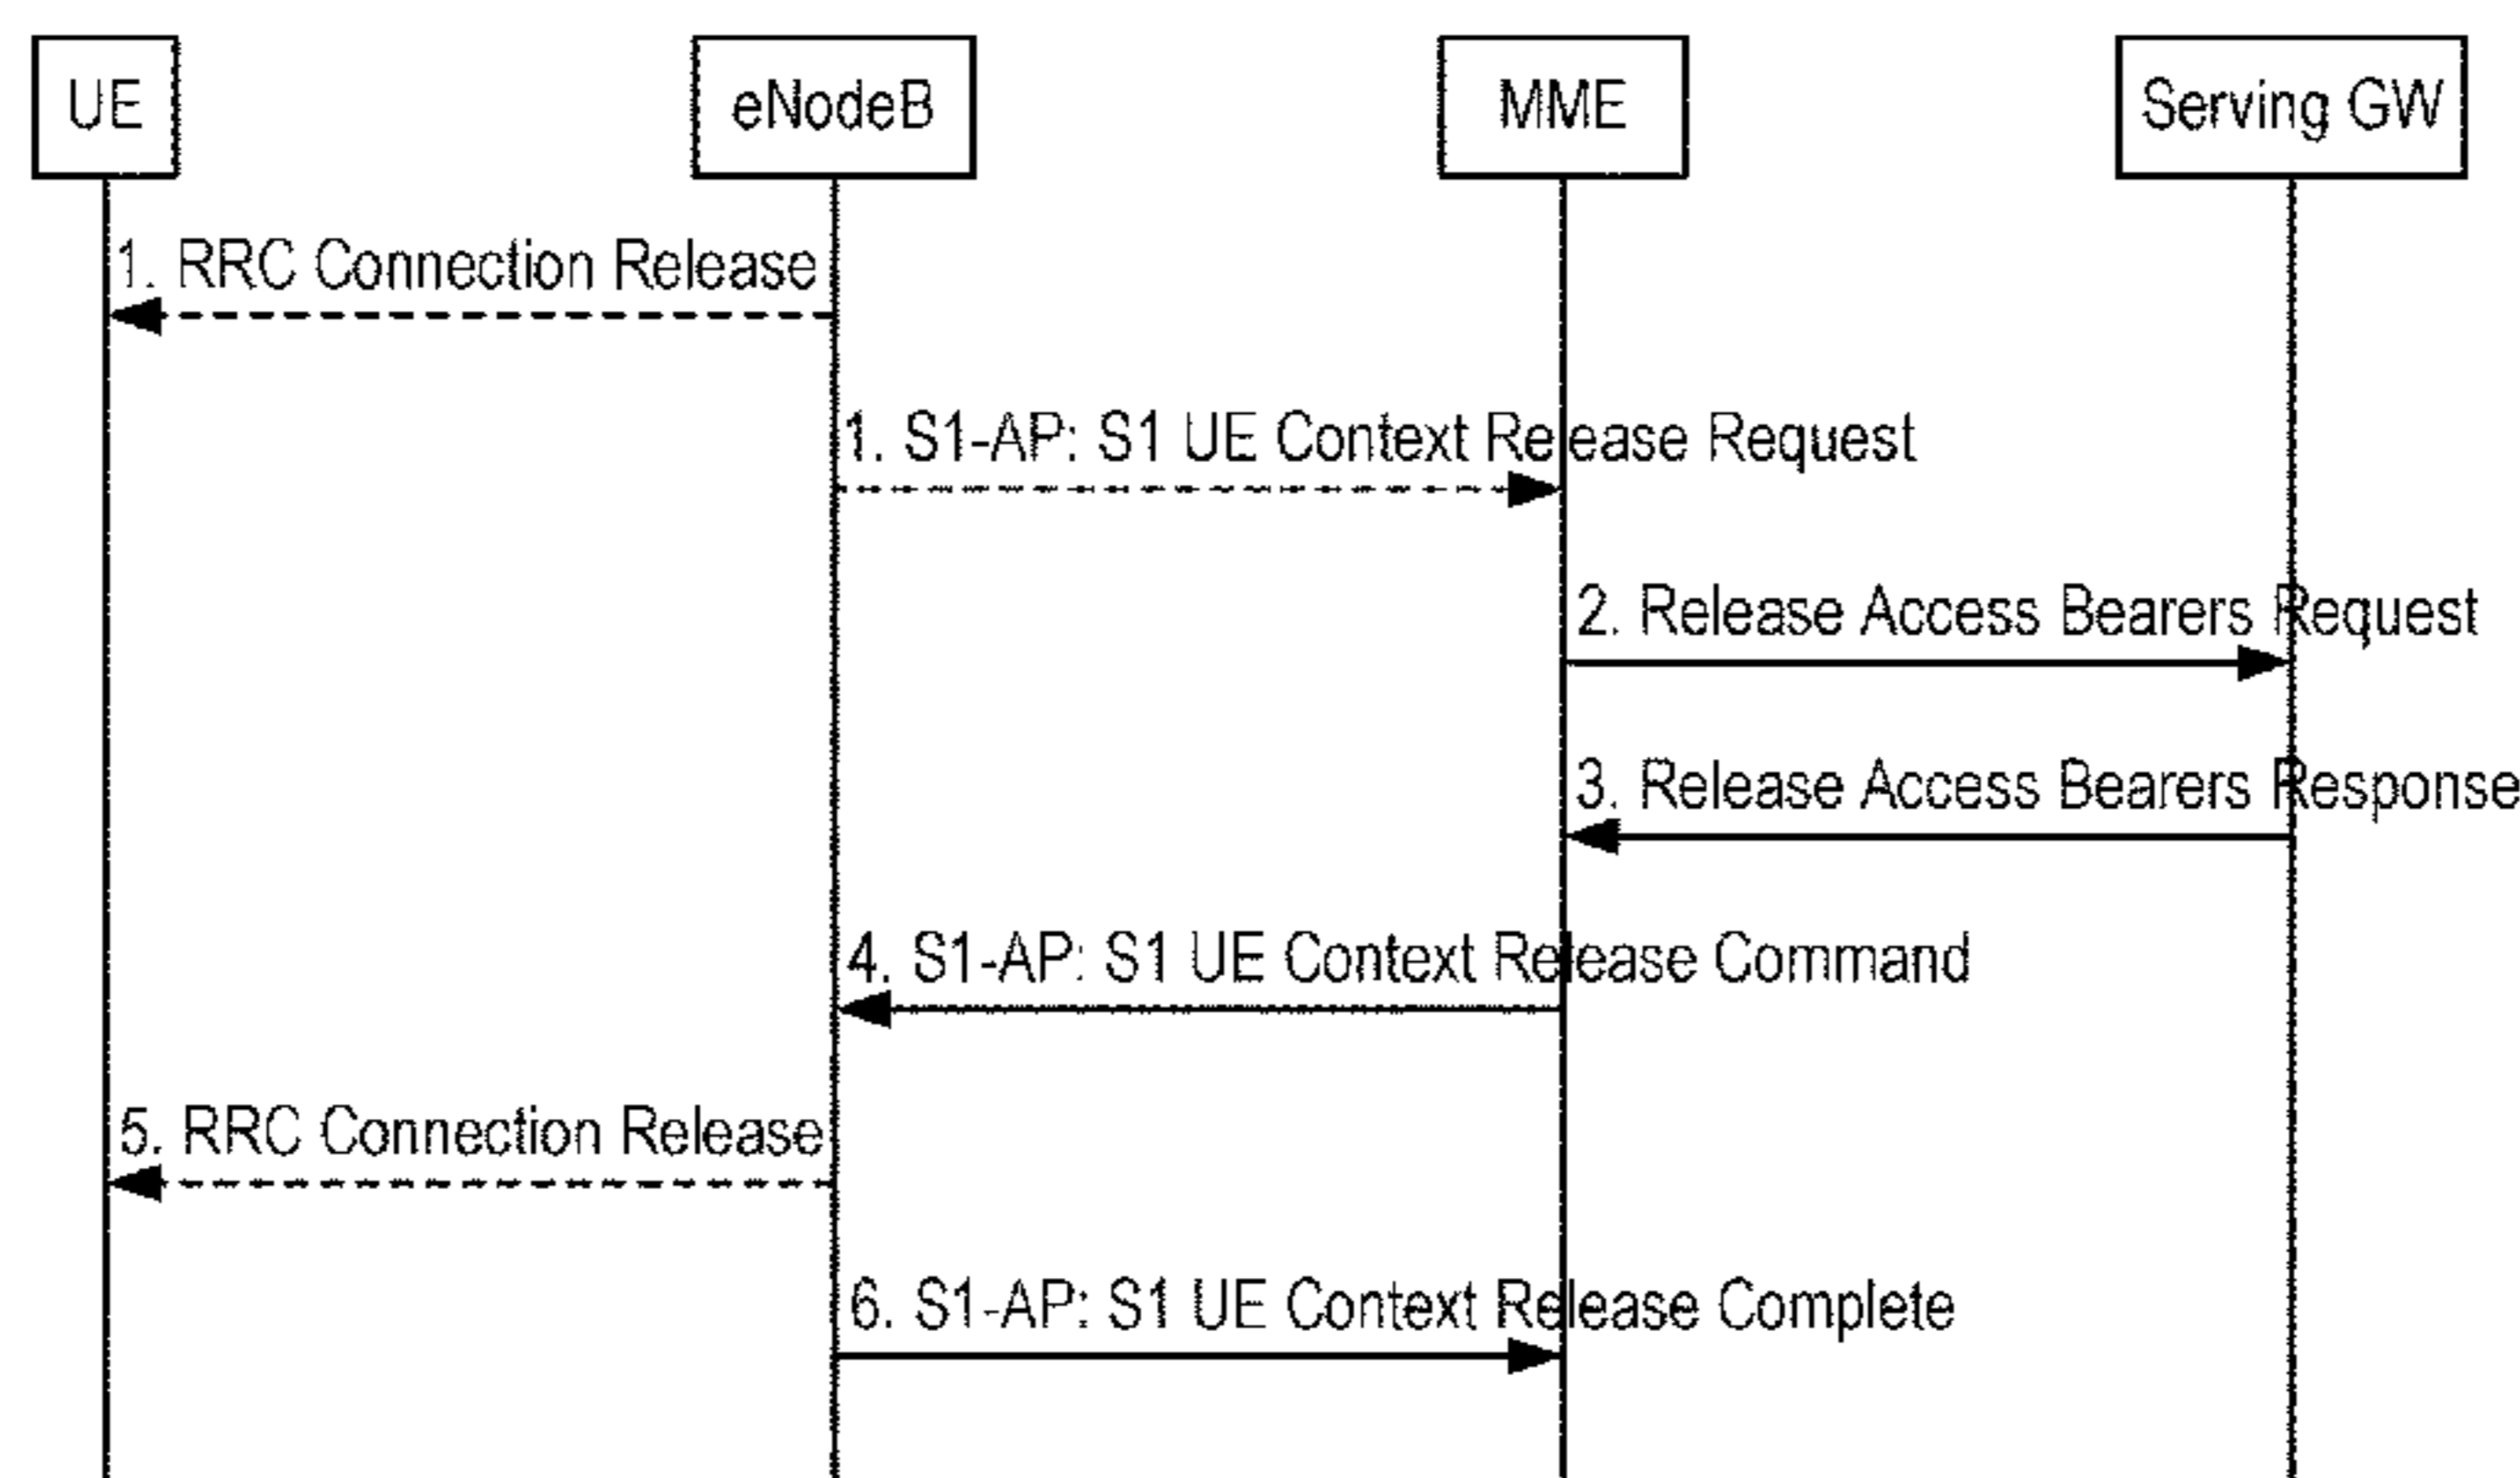 UE
eNodeB
MME
Serving GW
1. RRC Connection Release
1. S1-AP: S1 UE Context Release Request
2. Release Access Bearers Request
3. Release Access Bearers Response
4. S1-AP: S1 UE Context Release Command
5. RRC Connection Release
6. S1-AP: S1 UE Context Release Complete